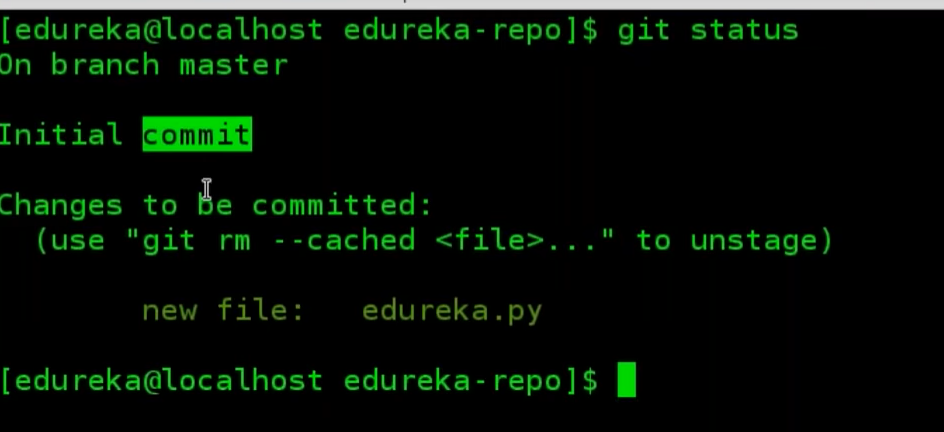 [edureka@localhost edureka-repo]$ git status
On branch master
Initial commit
Changes to be committed:
(use "git rm --cached <file>..." to unstage)
new file: edureka.py
[edureka@localhost edureka-repo]$